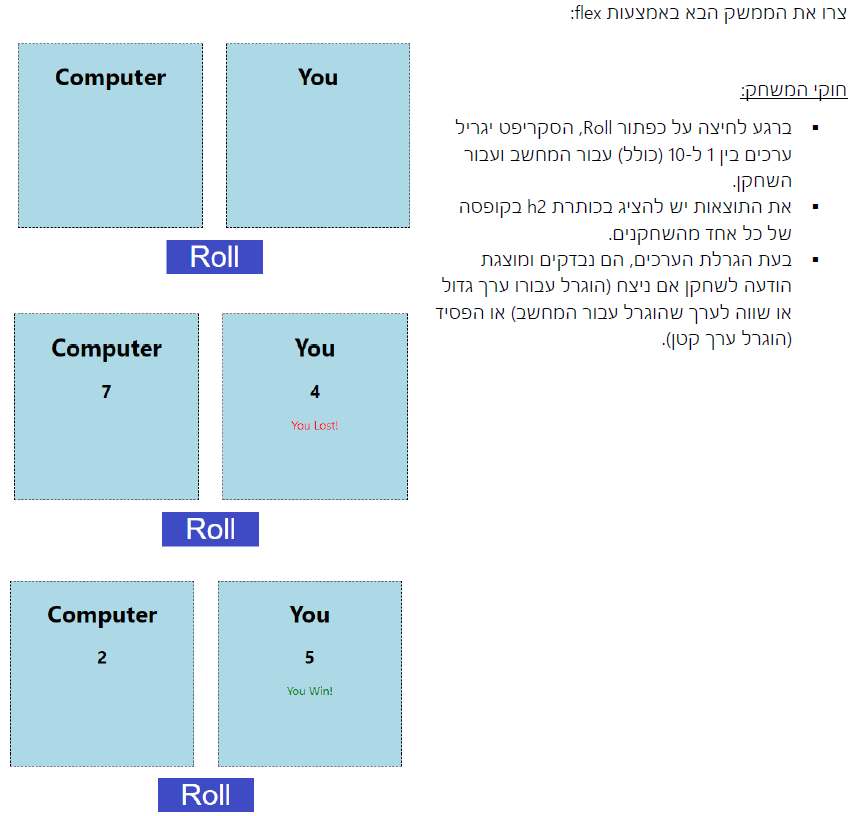 צרו את הממשק הבא באמצעות flex:
חוקי המשחק:
▪ ברגע לחיצה על כפתור Roll, הסקריפט יגריל
ערכים בין 1 ל-10 (כולל) עבור המחשב ועבור
השחקן.
▪ את התוצאות יש להציג בכותרת h2 בקופסה
של כל אחד מהשחקנים.
▪ בעת הגרלת הערכים, הם נבדקים ומוצגת
הודעה לשחקן אם ניצח (הוגרל עבורו ערך גדול
או שווה לערך שהוגרל עבור המחשב) או הפסיד
(הוגרל ערך קטן).
Computer You
Roll
Computer You
7 4
You Lost!
Roll
Computer You
2 5
You Win!
Roll